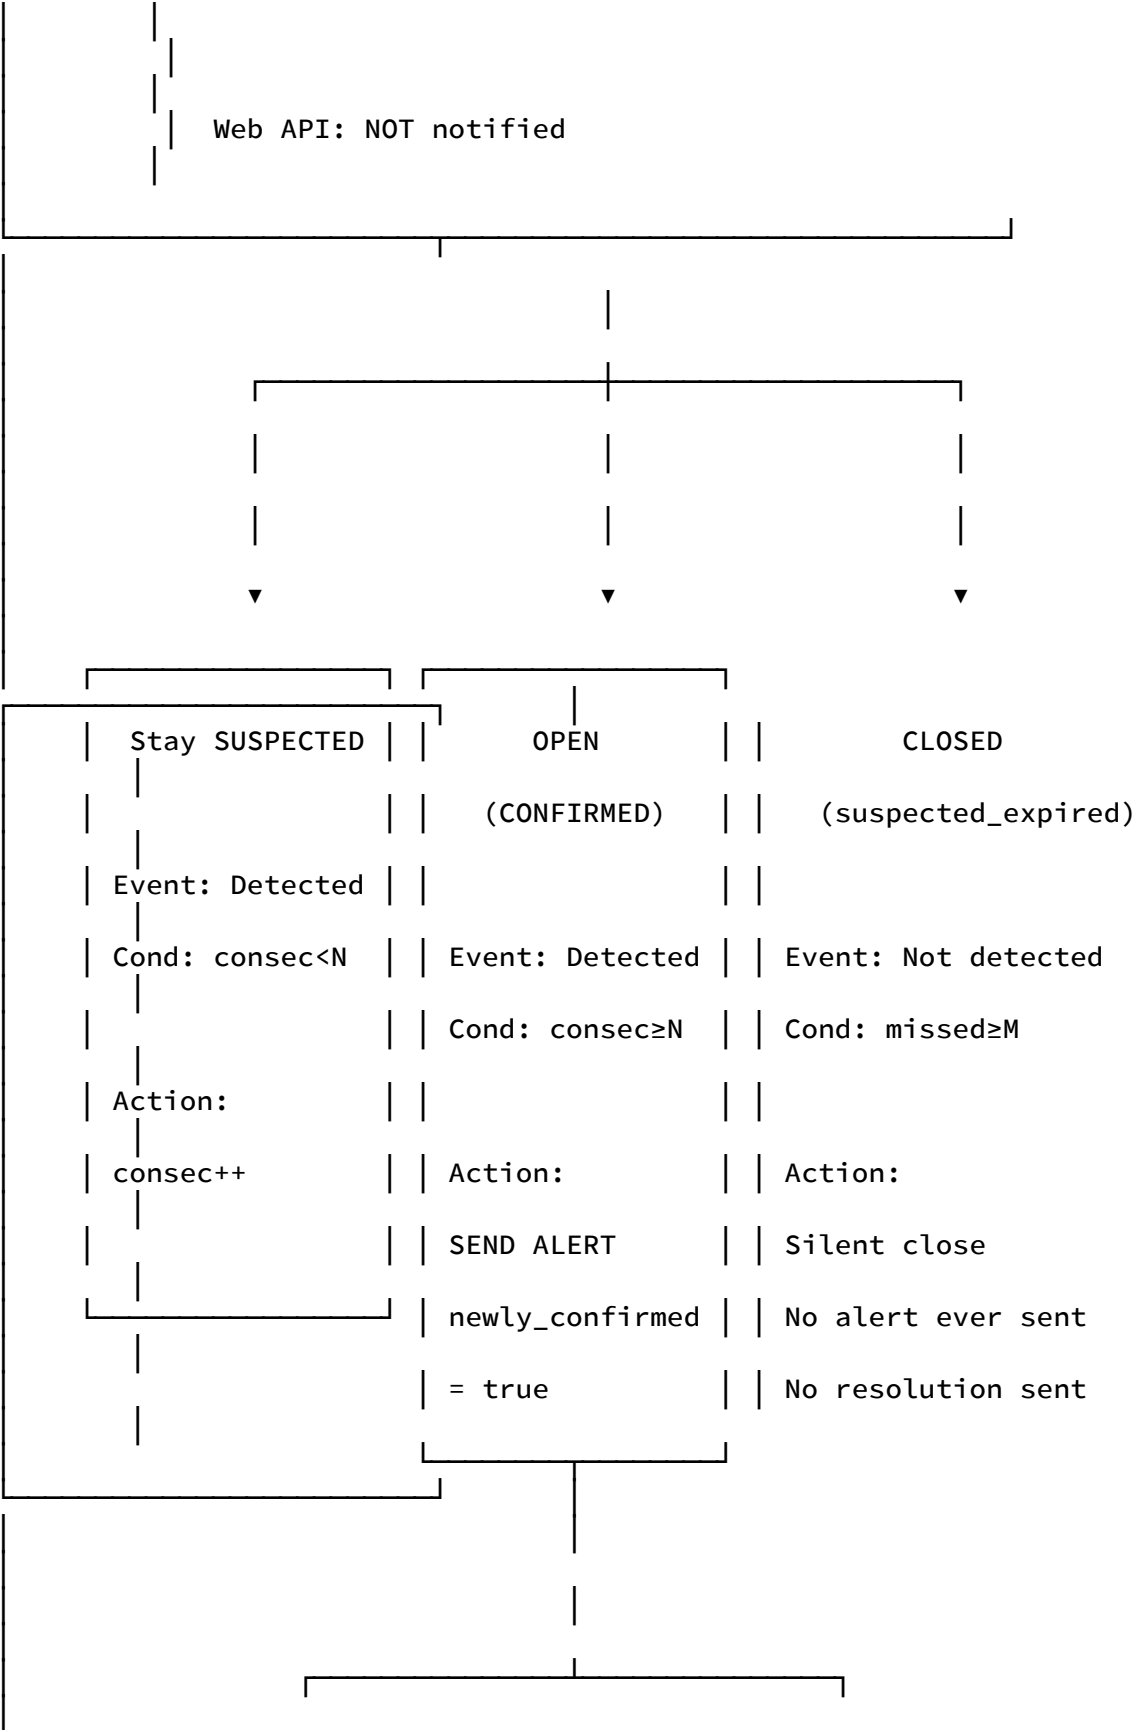 Web API: NOT notified
Stay SUSPECTED OPEN CLOSED
(CONFIRMED) (suspected_expired)
Event: Detected
Cond: consec<N Event: Detected Event: Not detected
Cond: consec≥N Cond: missed≥M
Action:
consec++ Action: Action:
SEND ALERT Silent close
newly_confirmed No alert ever sent
= true No resolution sent